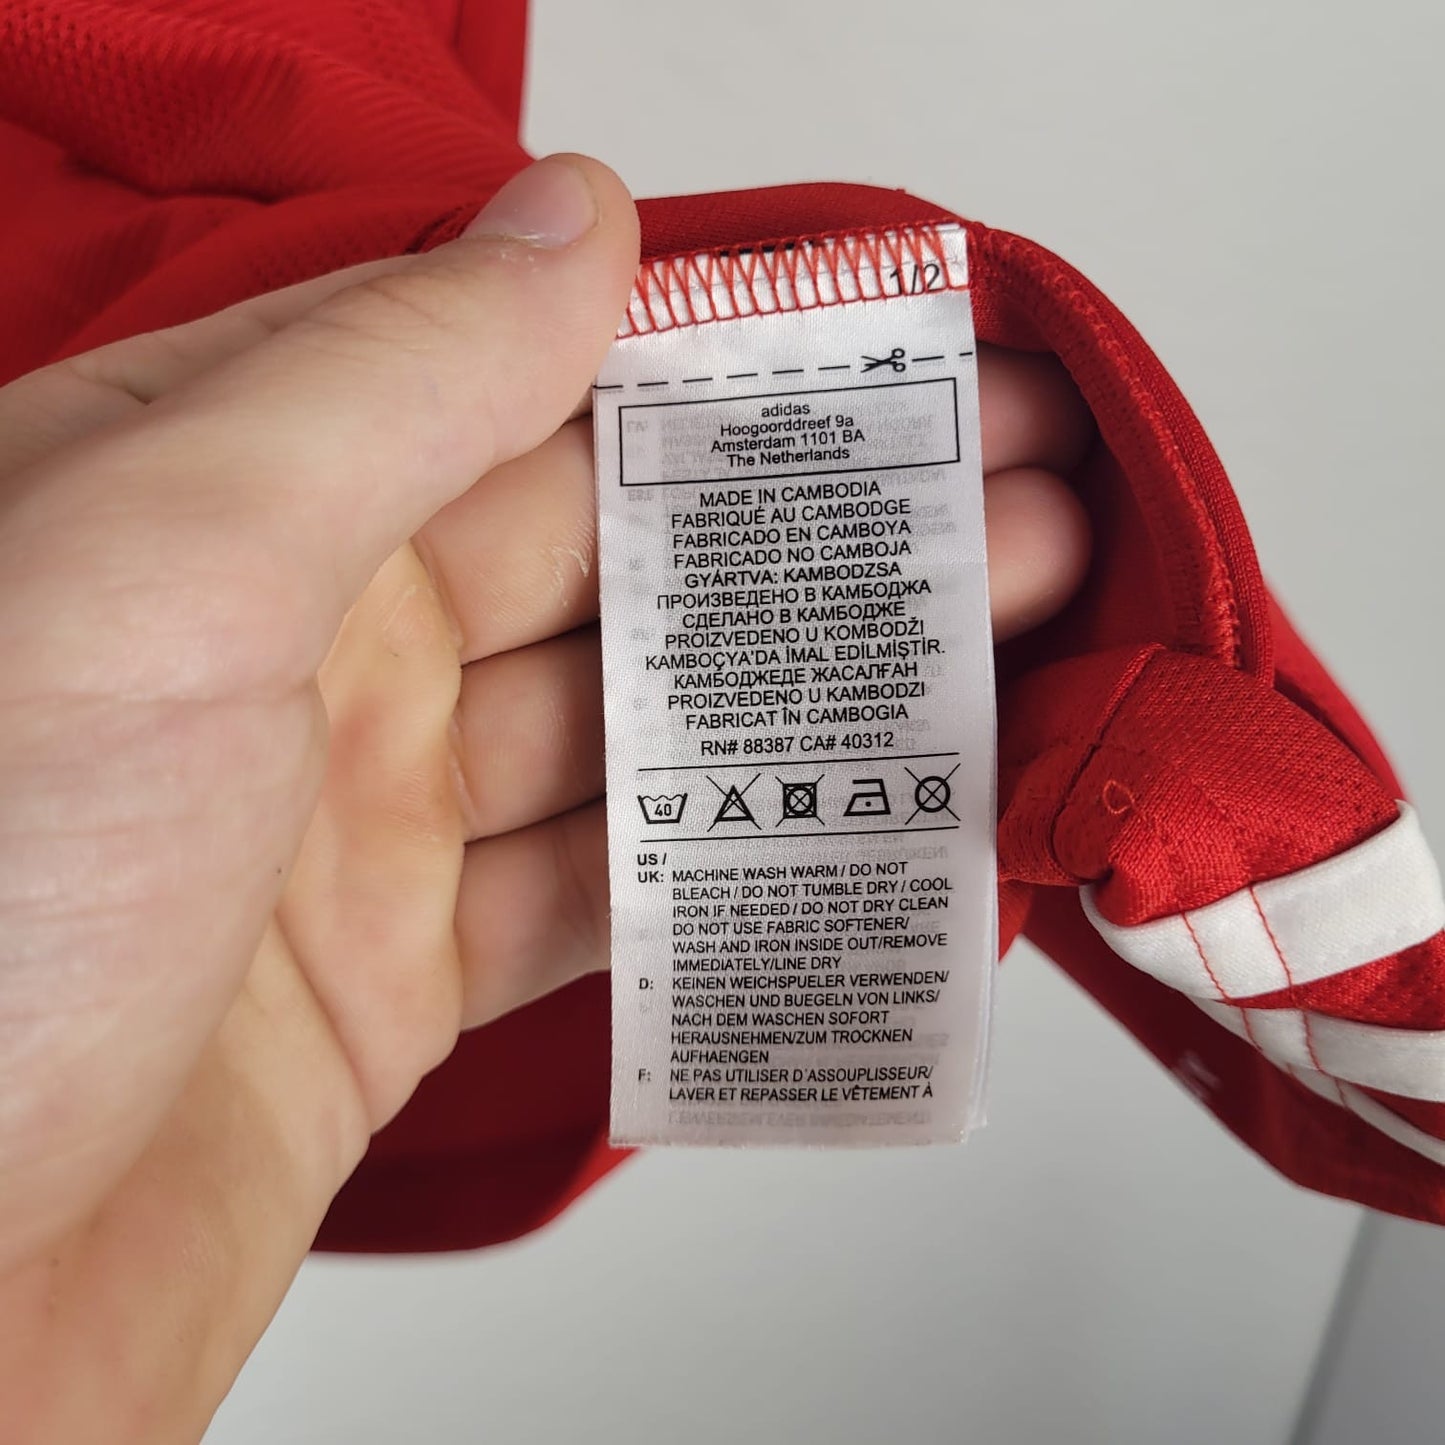 1/2
adidas
Hoogoorddreef 9a
Amsterdam 1101 BA
The Netherlands
MADE IN CAMBODIA
FABRIQUÉ AU CAMBODGE
FABRICADO EN CAMBOYA
FABRICADO NO CAMBOJA
GYÁRTVA: KAMBODZSA
ПРОИЗВЕДЕНО В КАМБОДЖА
СДЕЛАНО В КАМБОДЖЕ
PROIZVEDENO U KOMBODŽI
KAMBOÇYA'DA İMAL EDİLMİŞTİR.
КАМБОДЖЕДЕ ЖАСАЛҒАН
PROIZVEDENO U KAMBODZI
FABRICAT ÎN CAMBOGIA
RN# 88387 CA# 40312
40
US /
UK: MACHINE WASH WARM / DO NOT
BLEACH / DO NOT TUMBLE DRY / COOL
IRON IF NEEDED / DO NOT DRY CLEAN
DO NOT USE FABRIC SOFTENER/
WASH AND IRON INSIDE OUT/REMOVE
IMMEDIATELY/LINE DRY
D: KEINEN WEICHSPUELER VERWENDEN/
WASCHEN UND BUEGELN VON LINKS/
NACH DEM WASCHEN SOFORT
HERAUSNEHMEN/ZUM TROCKNEN
AUFHAENGEN
F: NE PAS UTILISER D'ASSOUPLISSEUR/
LAVER ET REPASSER LE VÊTEMENT À